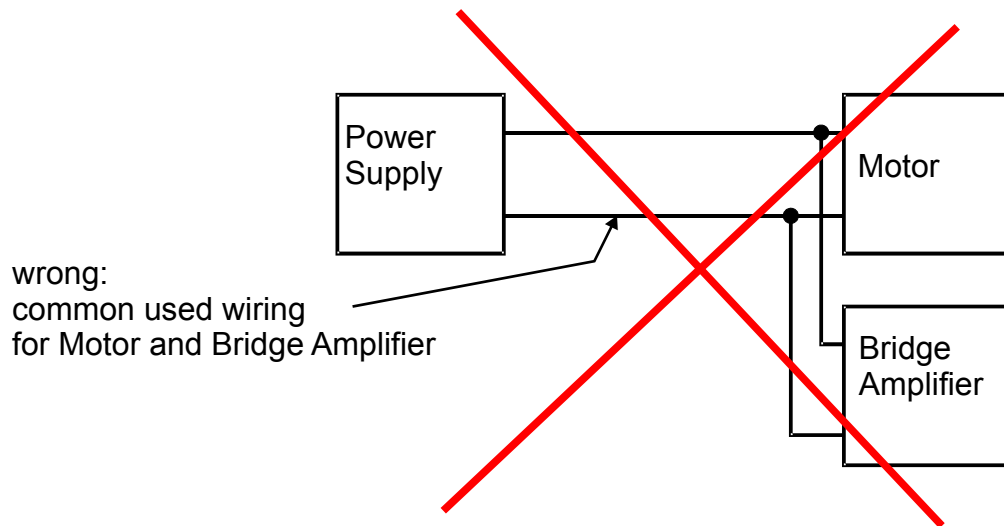 Power
Supply
Motor
wrong:
common used wiring
for Motor and Bridge Amplifier
Bridge
Amplifier